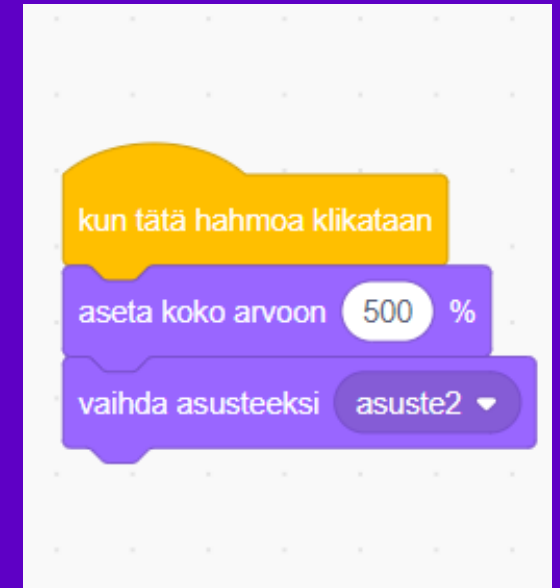 kun tätä hahmoa klikataan
aseta koko arvoon 500 %
vaihda asusteeksi asuste2